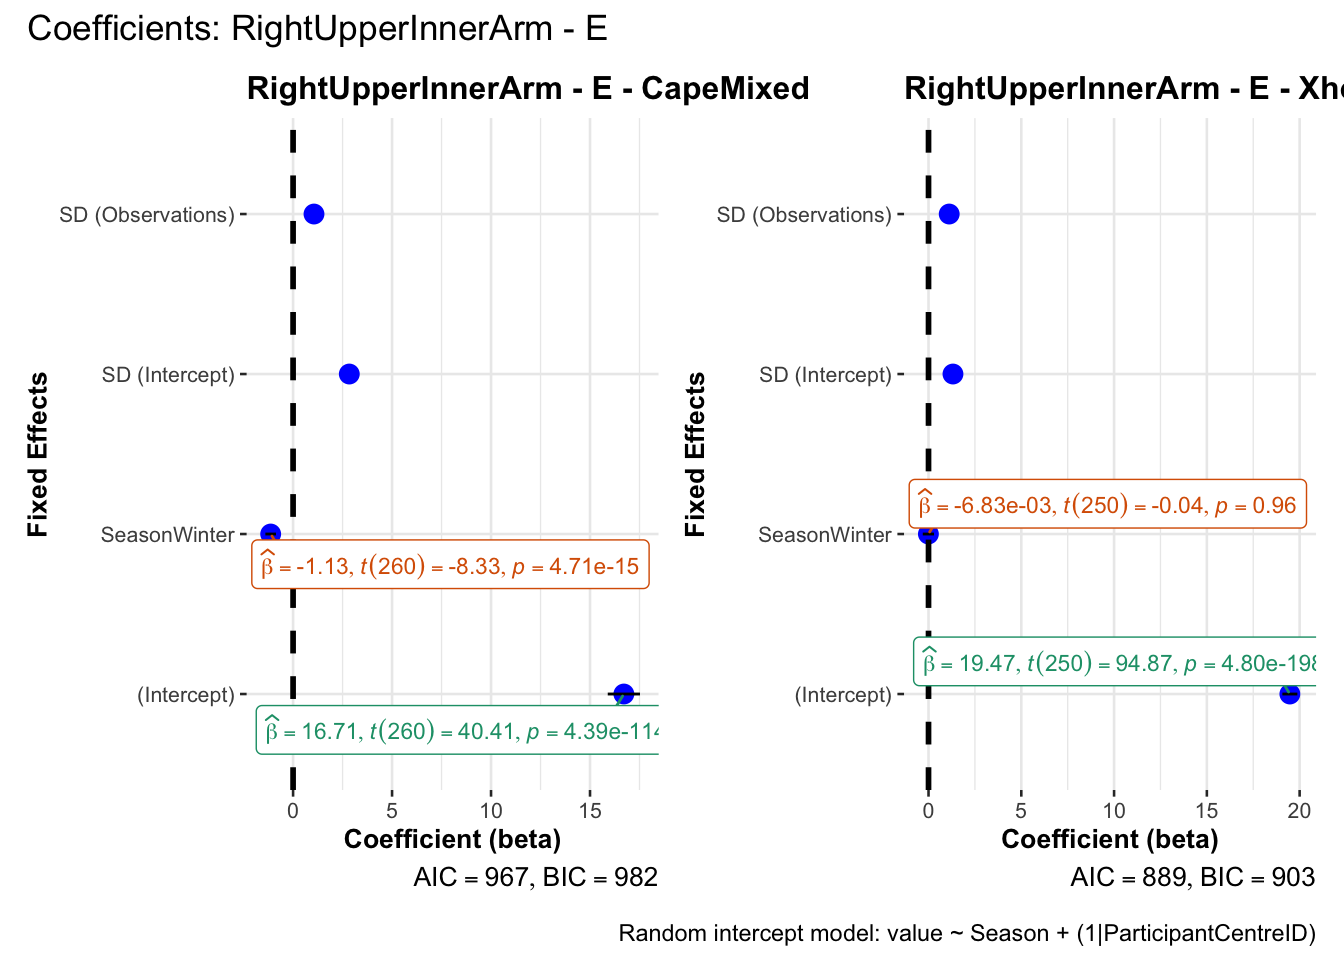 Coefficients: RightUpperInnerArm - E
RightUpperInnerArm - E - CapeMixed
SD (Observations)
SD (Intercept)
SeasonWinter
(Intercept)
Fixed Effects
β̂ = -1.13, t(260) = -8.33, p = 4.71e-15
β̂ = 16.71, t(260) = 40.41, p = 4.39e-114
0 5 10 15
Coefficient (beta)
AIC = 967, BIC = 982
RightUpperInnerArm - E -
SD (Observations)
SD (Intercept)
SeasonWinter
(Intercept)
Fixed Effects
β̂ = -6.83e-03, t(250) = -0.04, p = 0.96
β̂ = 19.47, t(250) = 94.87, p = 4.80e-198
0 5 10 15 20
Coefficient (beta)
AIC = 889, BIC = 903
Random intercept model: value ~ Season + (1|ParticipantCentreID)